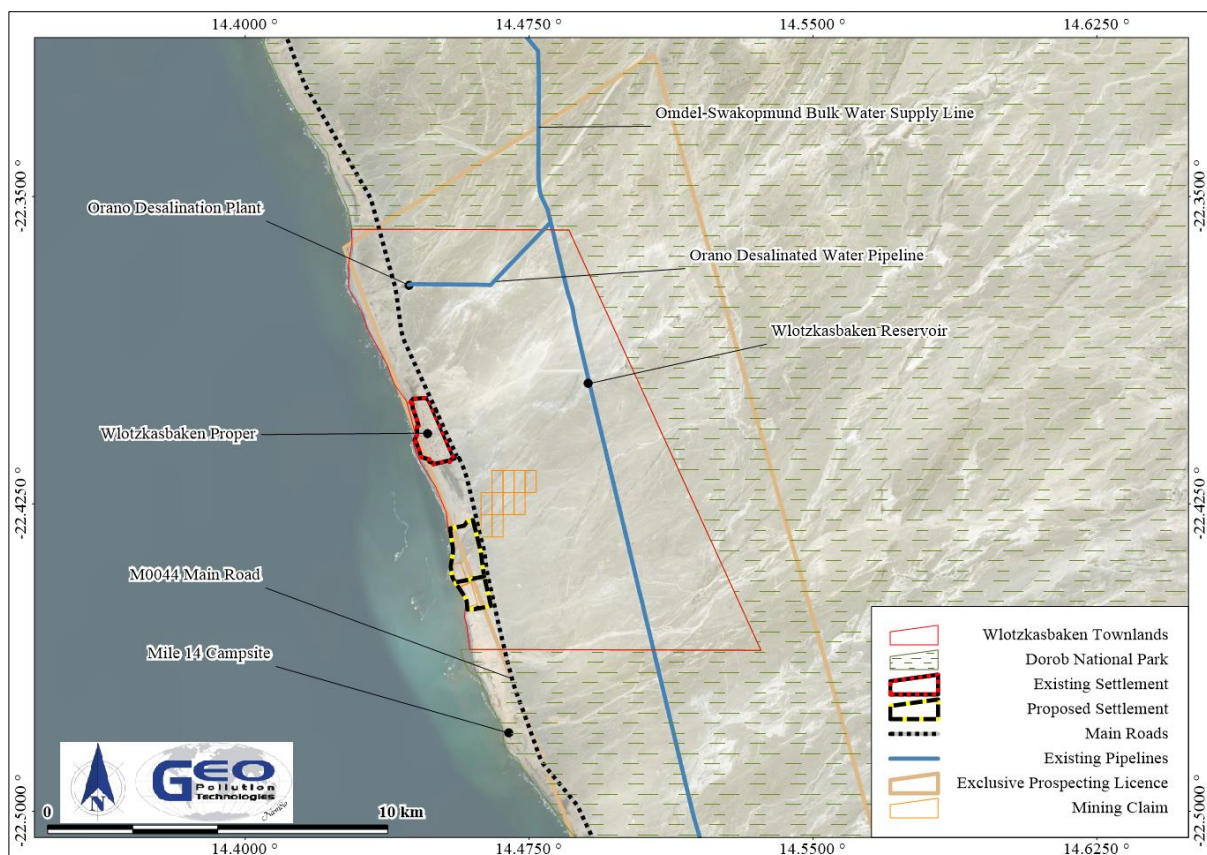 14.4000 °
14.4750 °
14.5500 °
14.6250 °
Omdel-Swakopmund Bulk Water Supply Line
-22.3500 °
-22.3500 °
Orano Desalination Plant
Orano Desalinated Water Pipeline
Wlotzkasbaken Reservoir
Wlotzkasbaken Proper
-22.4250 °
-22.4250 °
M0044 Main Road
Mile 14 Campsite
Wlotzkasbaken Townlands
Dorob National Park
Existing Settlement
Proposed Settlement
Main Roads
Existing Pipelines
Exclusive Prospecting Licence
Mining Claim
N
GEO
Pollution
Technologies
Namibia
0
10 km
-22.5000 °
-22.5000 °
14.4000 °
14.4750 °
14.5500 °
14.6250 °